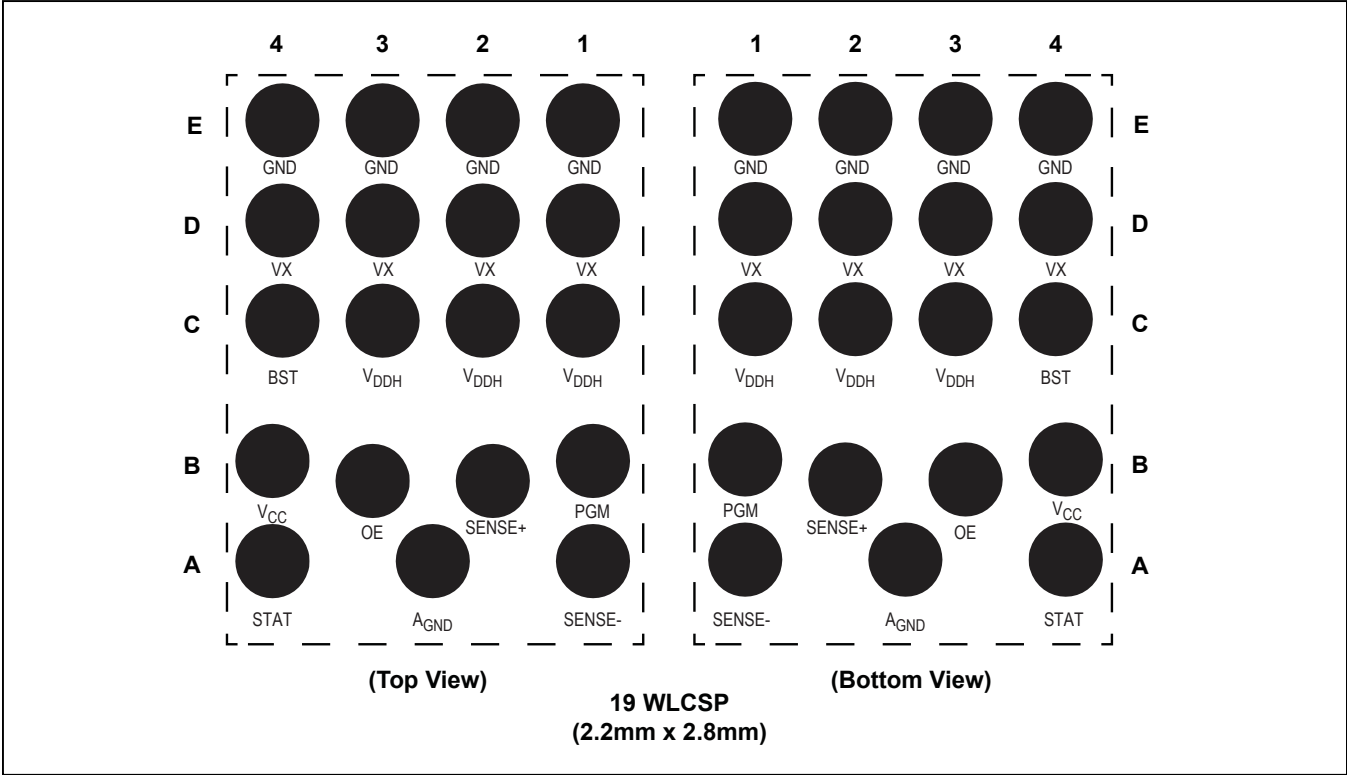 4 3 2 1 1 2 3 4
E E
GND GND GND GND GND GND GND GND
D D
VX VX VX VX VX VX VX VX
C C
BST VDDH VDDH VDDH VDDH VDDH VDDH BST
B B
VCC OE SENSE+ PGM PGM SENSE+ OE VCC
A A
STAT AGND SENSE- SENSE- AGND STAT
(Top View) (Bottom View)
19 WLCSP
(2.2mm x 2.8mm)